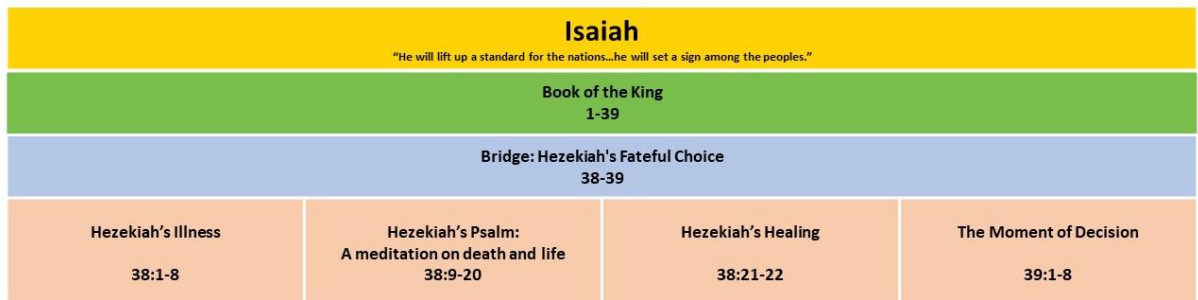 Isaiah
“He will lift up a standard for the nations…he will set a sign among the peoples.”
Book of the King
1-39
Bridge: Hezekiah's Fateful Choice
38-39
Hezekiah’s Illness
38:1-8
Hezekiah’s Psalm:
A meditation on death and life
38:9-20
Hezekiah’s Healing
38:21-22
The Moment of Decision
39:1-8